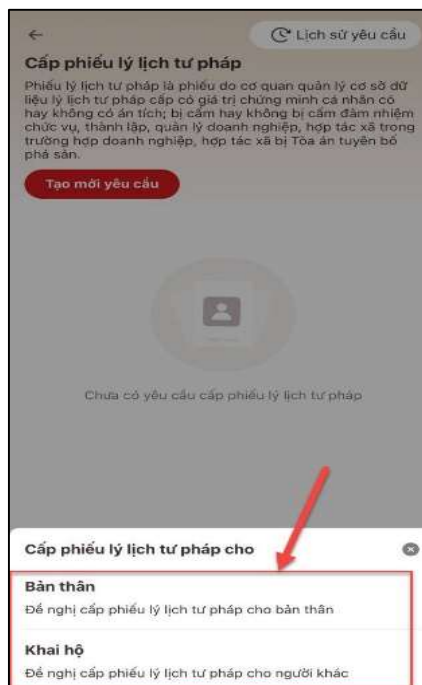 Lịch sử yêu cầu
Cấp phiếu lý lịch tư pháp
Phiếu lý lịch tư pháp là phiếu do cơ quan quản lý cơ sở dữ
liệu lý lịch tư pháp cấp có giá trị chứng minh cá nhân có
hay không có án tích; bị cấm hay không bị cấm đảm nhiệm
chức vụ, thành lập, quản lý doanh nghiệp, hợp tác xã trong
trường hợp doanh nghiệp, hợp tác xã bị Tòa án tuyên bố
phá sản.
Tạo mới yêu cầu
Chưa có yêu cầu cấp phiếu lý lịch tư pháp
Cấp phiếu lý lịch tư pháp cho
Bản thân
Đề nghị cấp phiếu lý lịch tư pháp cho bản thân
Khai hộ
Đề nghị cấp phiếu lý lịch tư pháp cho người khác